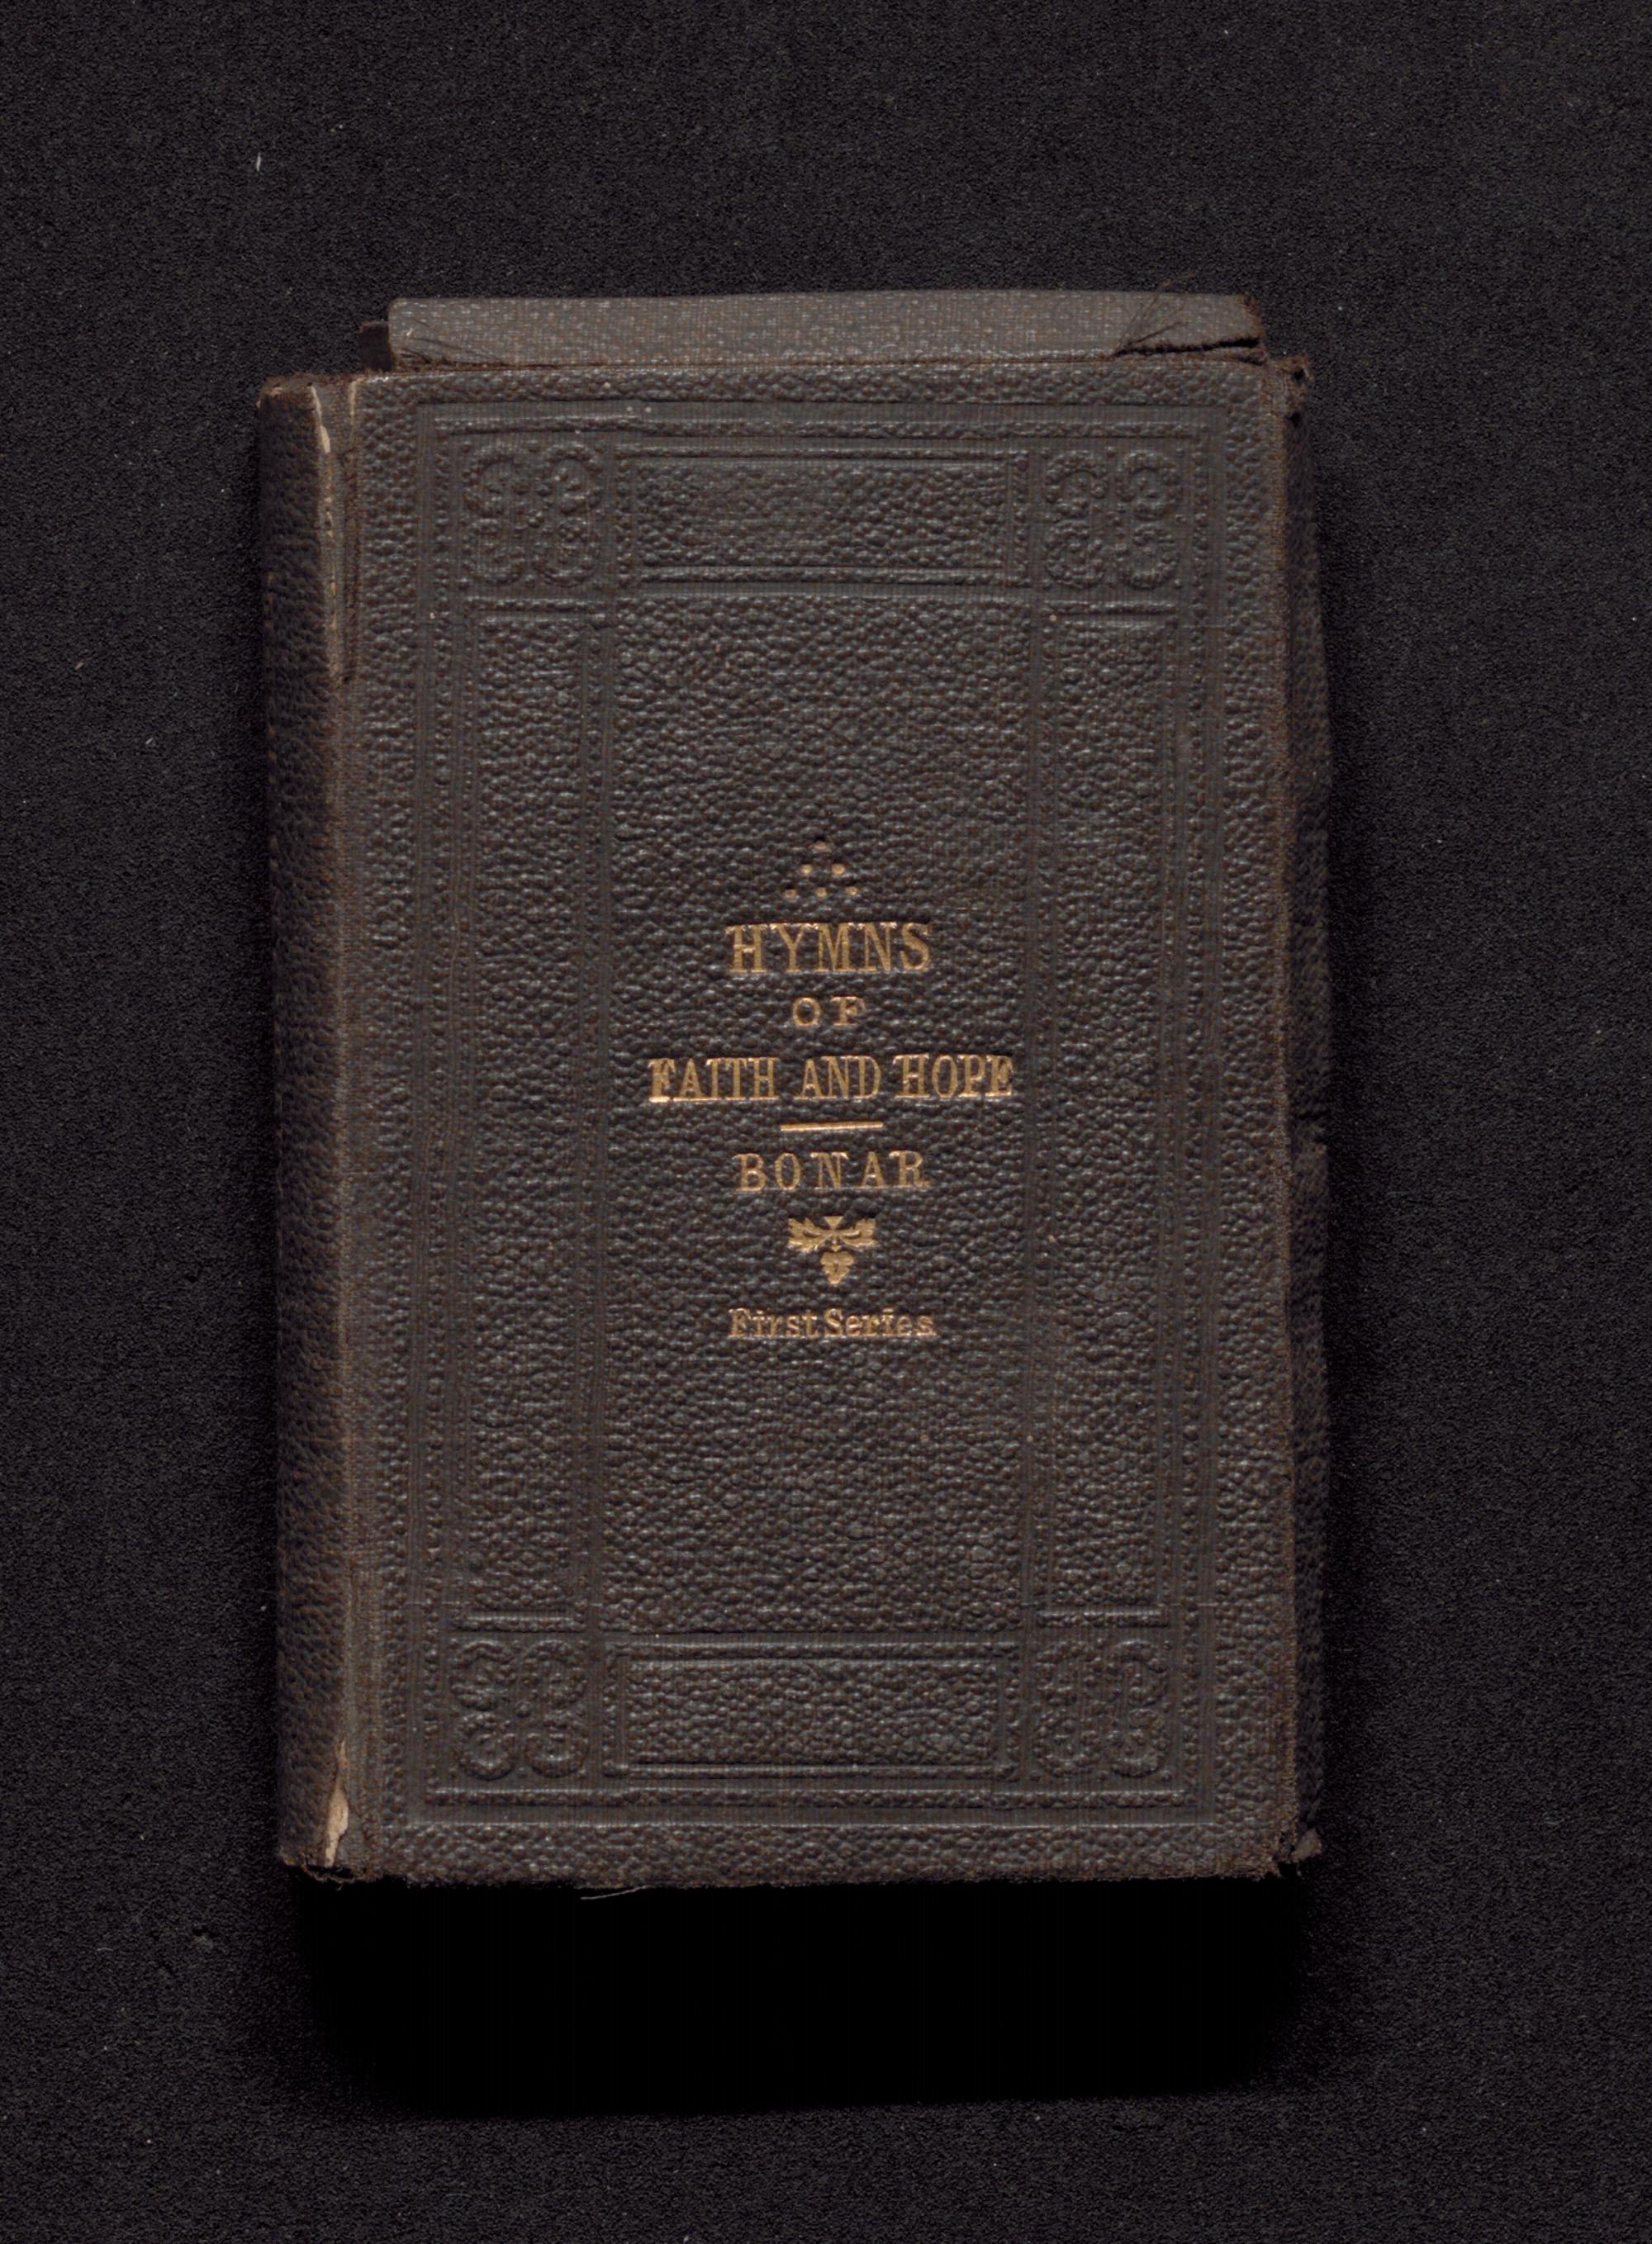 HYMNS
OF
FAITH AND HOPE
BONAR
First Series